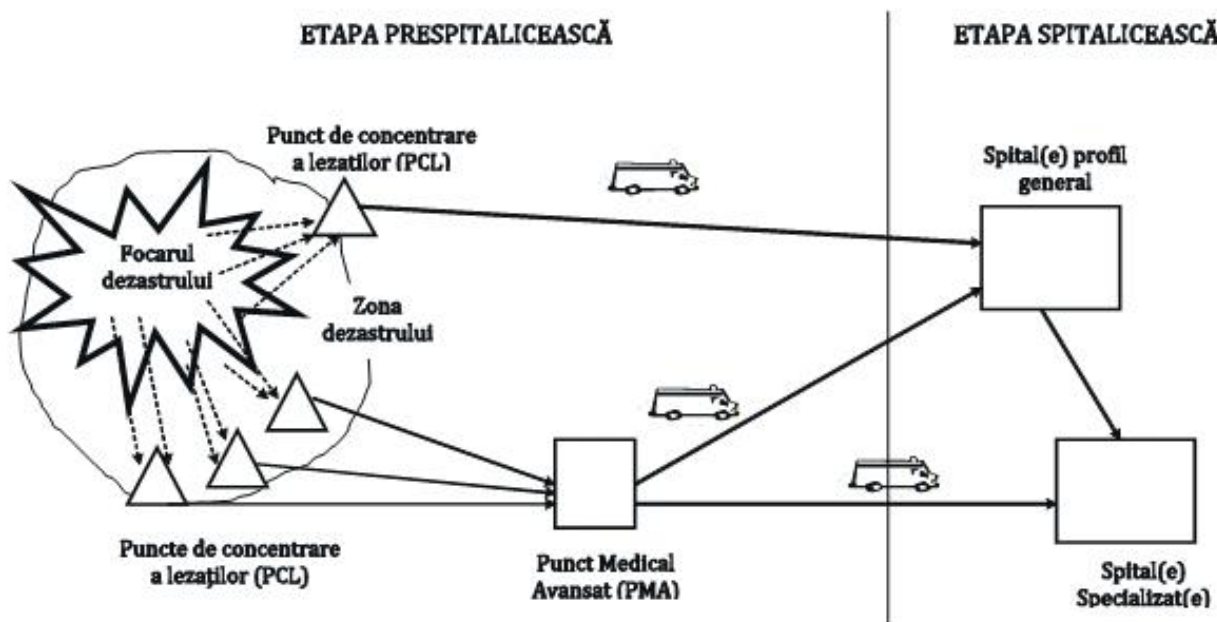 ETAPA PRESPITALICEASCĂ
ETAPA SPITALICEASCĂ
Punct de concentrare
a lezaților (PCL)
Spital(e) profil
general
Focarul
dezastrului
Zona
dezastrului
Puncte de concentrare
a lezaților (PCL)
Punct Medical
Avansat (PMA)
Spital(e)
Specializat(e)